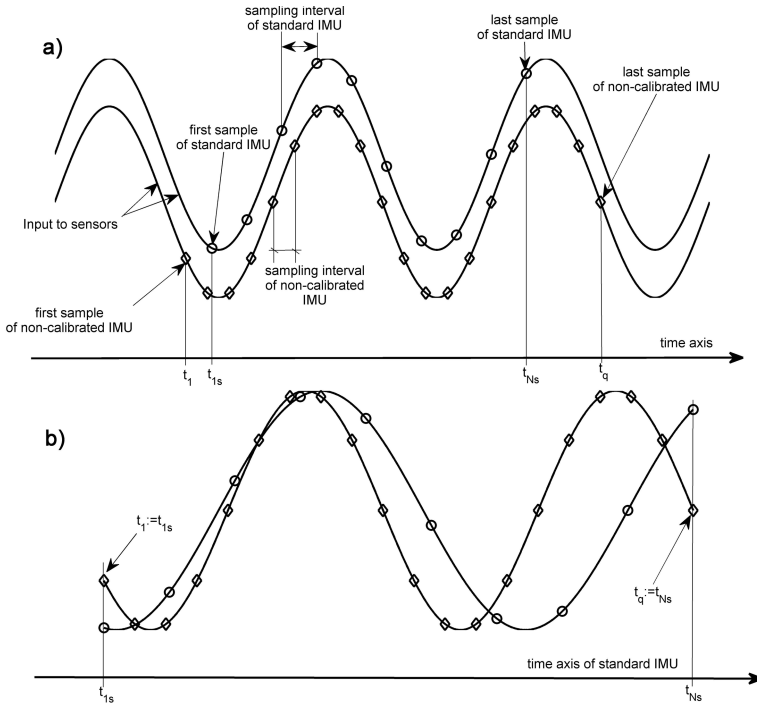 a)
sampling interval
of standard IMU
last sample
of standard IMU
last sample
of non-calibrated IMU
first sample
of standard IMU
Input to sensors
sampling interval
of non-calibrated
IMU
first sample
of non-calibrated IMU
time axis
t1
t1s
tNs
tq
b)
t1:=t1s
tq:=tNs
time axis of standard IMU
t1s
tNs